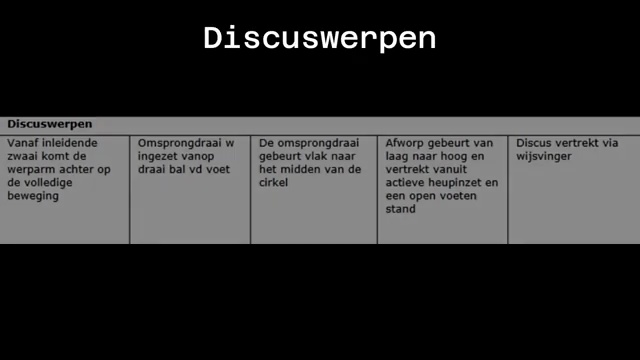 Discuswerpen
Discuswerpen
Vanaf inleidende
zwaai komt de
werparm achter op
de volledige
beweging
Omsprongdraai w
ingezet vanop
draai bal vd voet
De omsprongdraai
gebeurt vlak naar
het midden van de
cirkel
Afworp gebeurt van
laag naar hoog en
vertrekt vanuit
actieve heupinzet en
een open voeten
stand
Discus vertrekt via
wijsvinger